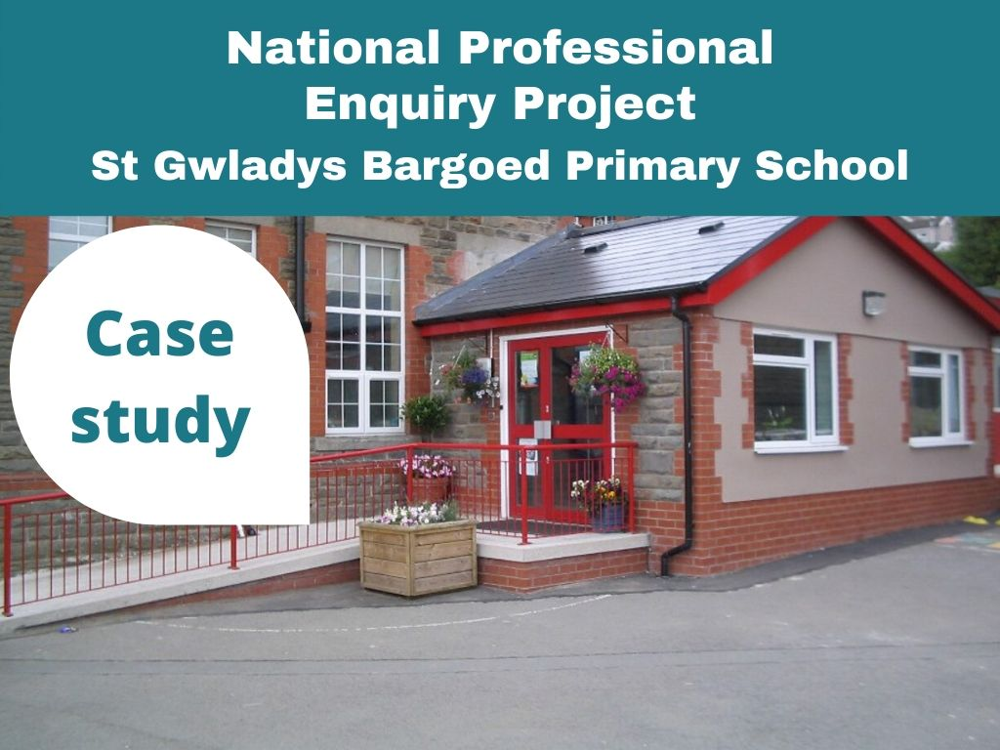 National Professional
Enquiry Project
St Gwladys Bargoed Primary School
Case
study